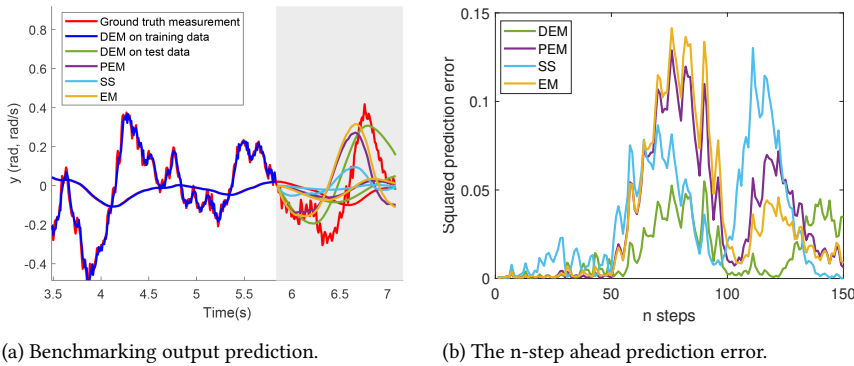 0.8
0.6
0.4
0.2
0
-0.2
-0.4
y (rad, rad/s)
Ground truth measurement
DEM on training data
DEM on test data
PEM
SS
EM
3.5 4 4.5 5 5.5 6 6.5 7
Time(s)
(a) Benchmarking output prediction.
0.15
0.1
0.05
0
Squared prediction error
DEM
PEM
SS
EM
0 50 100 150
n steps
(b) The n-step ahead prediction error.